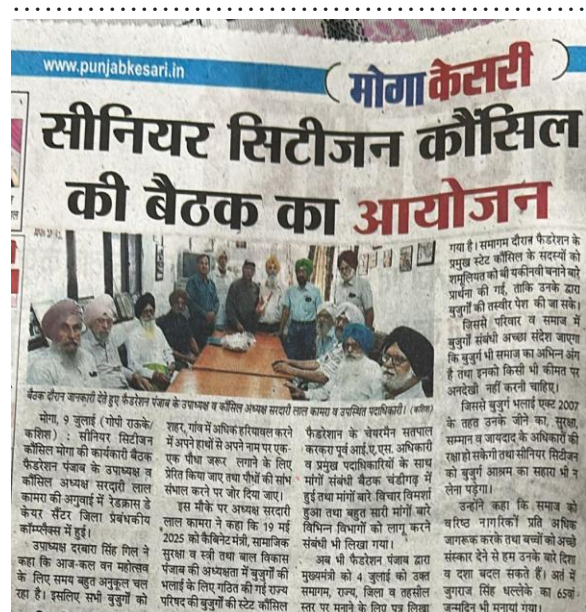 www.punjabkesari.in
मोगा केसरी
सीनियर सिटीजन कौंसिल
की बैठक का आयोजन
बैठक दौरान जानकारी देते हुए फैडरेशन पंजाब के उपाध्यक्ष व कौंसिल अध्यक्ष सरदारी लाल कामरा व उपस्थित पदाधिकारी। (कशिश)
मोगा, 9 जुलाई (गोपी राऊके/
कशिश) : सीनियर सिटीजन
कौंसिल मोगा की कार्यकारी बैठक
फैडरेशन पंजाब के उपाध्यक्ष व
कौंसिल अध्यक्ष सरदारी लाल
कामरा की अगुवाई में रेडक्रास डे
केयर सैंटर जिला प्रबंधकीय
कॉम्प्लैक्स में हुई।
उपाध्यक्ष दरबारा सिंह गिल ने
कहा कि आज-कल वन महोत्सव
के लिए समय बहुत अनुकूल चल
रहा है। इसलिए सभी बुजुर्गों को
शहर, गांव में अधिक हरियावल करने
में अपने हाथों से अपने नाम पर एक-
एक पौधा जरूर लगाने के लिए
प्रेरित किया जाए तथा पौधों की सांभ
संभाल करने पर जोर दिया जाए।
इस मौके पर अध्यक्ष सरदारी
लाल कामरा ने कहा कि 19 मई
2025 को कैबिनेट मंत्री, सामाजिक
सुरक्षा व स्त्री तथा बाल विकास
पंजाब की अध्यक्षता में बुजुर्गों की
भलाई के लिए गठित की गई राज्य
परिषद की बुजुर्गों की स्टेट कौंसिल
फैडरेशन के चेयरमैन सतपाल
करकरा पूर्व आई.ए.एस. अधिकारी
व प्रमुख पदाधिकारियों के साथ
मांगों संबंधी बैठक चंडीगढ़ में
हुई तथा मांगों बारे विचार विमर्श
हुआ तथा बहुत सारी मांगों बारे
विभिन्न विभागों को लागू करने
संबंधी भी लिखा गया।
अब भी फैडरेशन पंजाब द्वारा
मुख्यमंत्री को 4 जुलाई को उक्त
समागम, राज्य, जिला व तहसील
स्तर पर मनाने के लिए पत्र लिखा
गया है। समागम दौरान फैडरेशन के
प्रमुख स्टेट कौंसिल के सदस्यों को
शमूलियत को भी यकीनवी बनाने बारे
प्रार्थना की गई, ताकि उनके द्वारा
बुजुर्गों की तस्वीर पेश की जा सके।
जिससे परिवार व समाज में
बुजुर्गों संबंधी अच्छा संदेश जाएगा
कि बुजुर्ग भी समाज का अभिन्न अंग
है तथा इनको किसी भी कीमत पर
अनदेखी नहीं करनी चाहिए।
जिससे बुजुर्ग भलाई एक्ट 2007
के तहत उनके जीने का, सुरक्षा,
सम्मान व जायदाद के अधिकारों की
रक्षा हो सकेगी तथा सीनियर सिटीजन
को बुजुर्ग आश्रम का सहारा भी न
लेना पड़ेगा।
उन्होंने कहा कि समाज को
वरिष्ठ नागरिकों प्रति अधिक
जागरूक करके तथा बच्चों को अच्छे
संस्कार देने से हम उनके बारे दिशा
व दशा बदल सकते हैं। अंत में
जुगराज सिंह धल्लेके का 65वां
जन्मदिन भी मनाया गया।